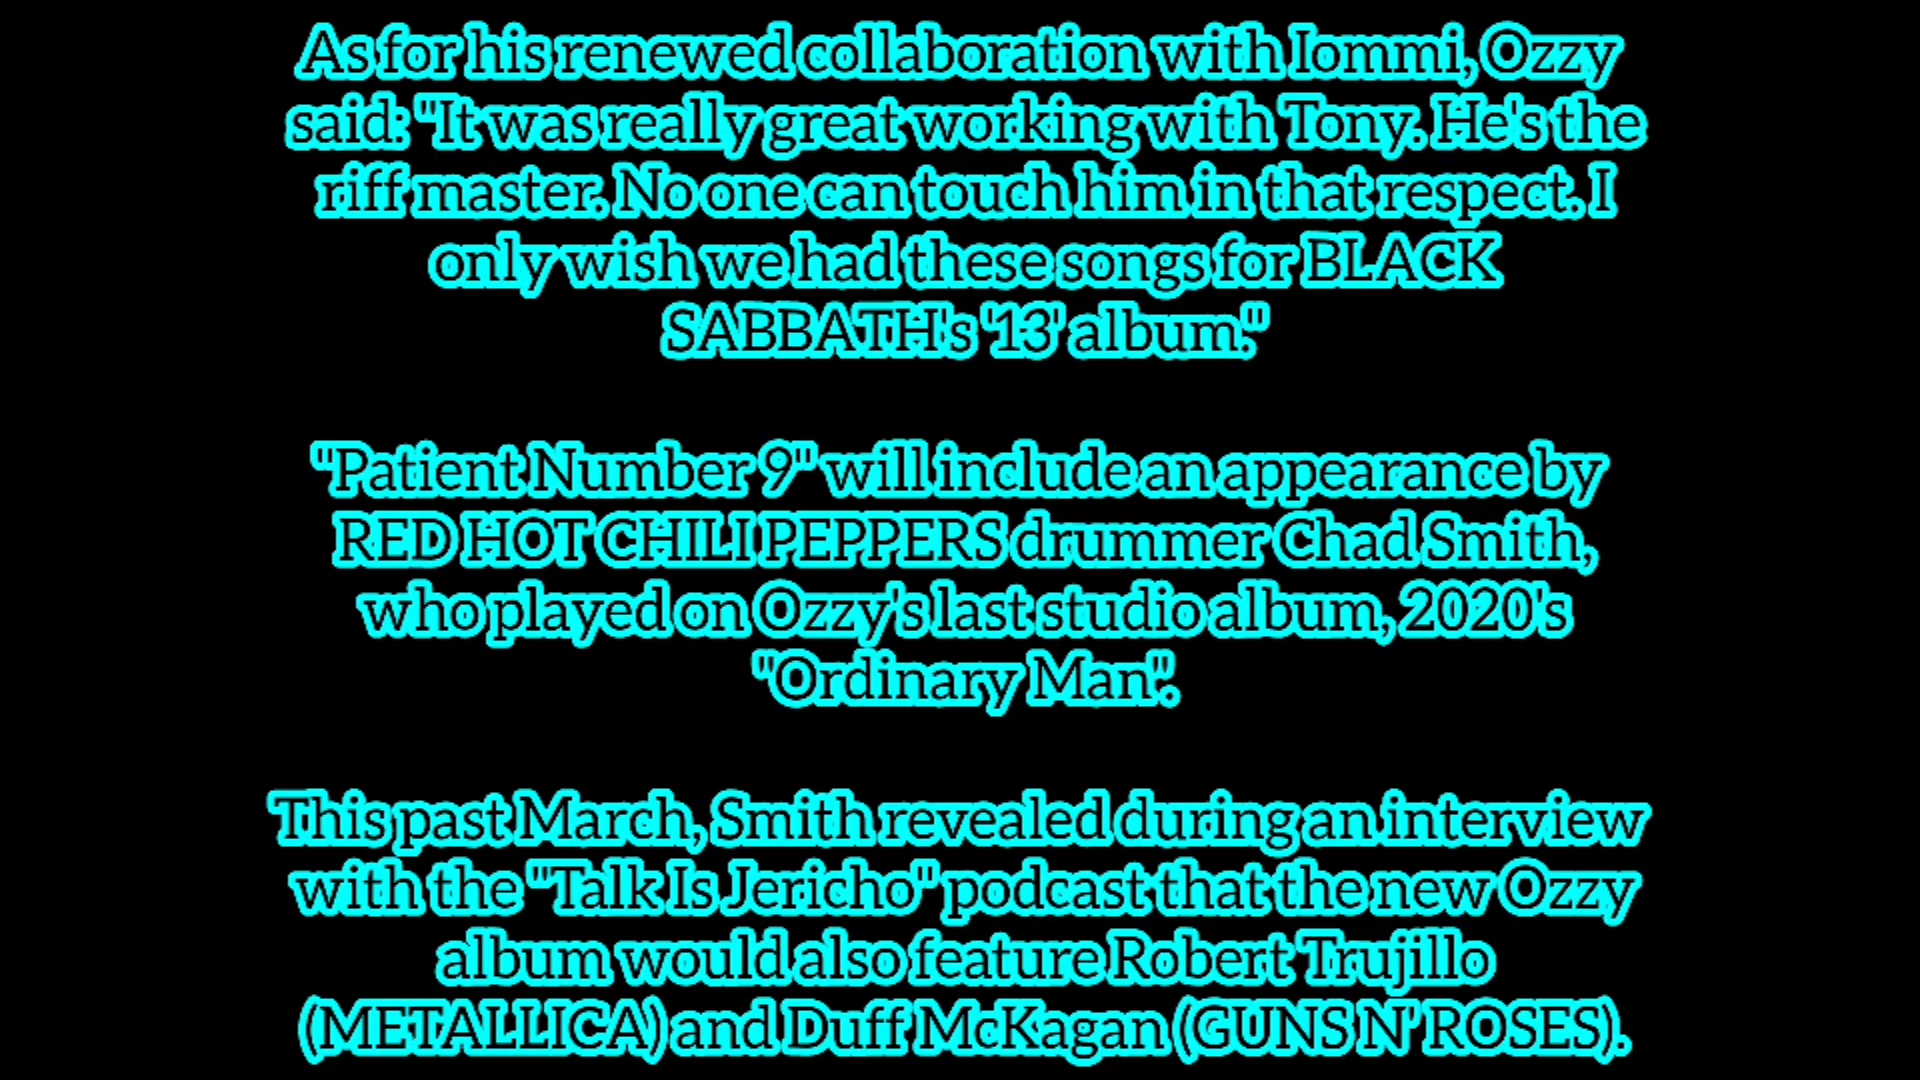 As for his renewed collaboration with Iommi, Ozzy
said: "It was really great working with Tony. He's the
riff master. No one can touch him in that respect. I
only wish we had these songs for BLACK
SABBATH's '13' album."
"Patient Number 9" will include an appearance by
RED HOT CHILI PEPPERS drummer Chad Smith,
who played on Ozzy's last studio album, 2020's
"Ordinary Man".
This past March, Smith revealed during an interview
with the "Talk Is Jericho" podcast that the new Ozzy
album would also feature Robert Trujillo
(METALLICA) and Duff McKagan (GUNS N' ROSES).